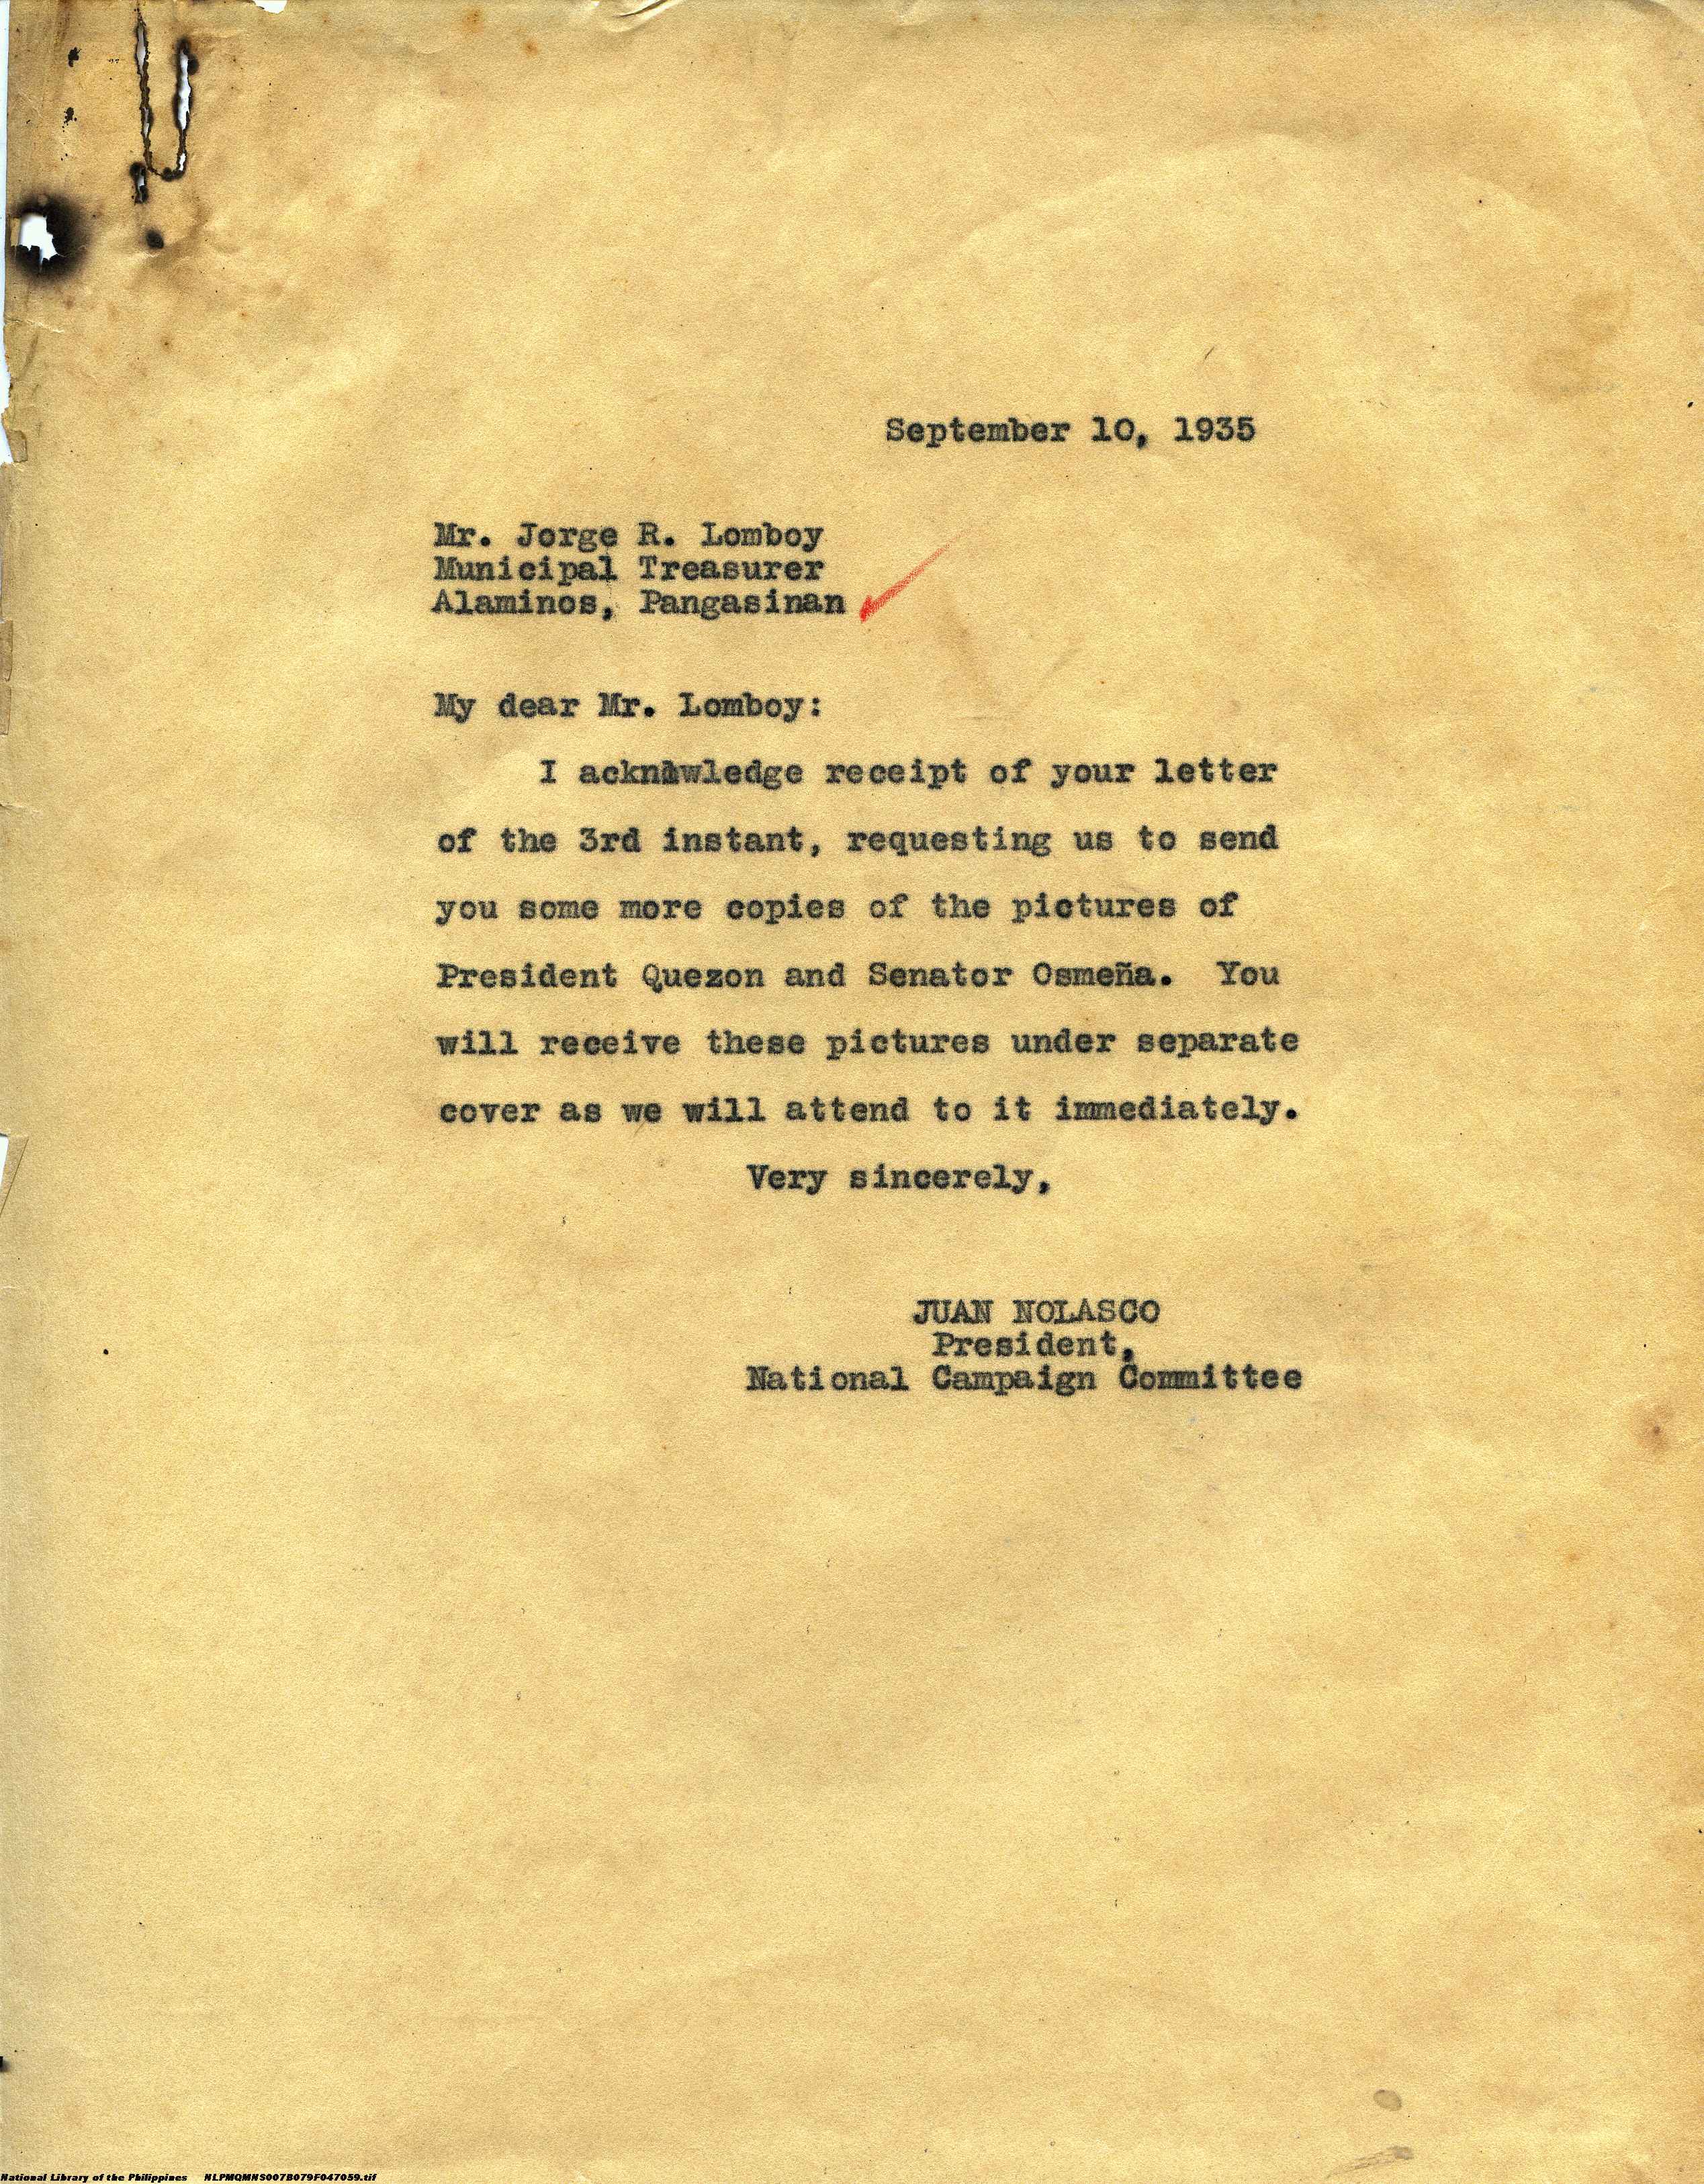 September 10, 1935
Mr. Jorge R. Lomboy
Municipal Treasurer
Alaminos, Pangasinan
My dear Mr. Lomboy:
I acknowledge receipt of your letter
of the 3rd instant, requesting us to send
you some more copies of the pictures of
President Quezon and Senator Osmeña. You
will receive these pictures under separate
cover as we will attend to it immediately.
Very sincerely,
JUAN NOLASCO
President,
National Campaign Committee
National Library of the Philippines NLPMQMNS007B079F047059.tif